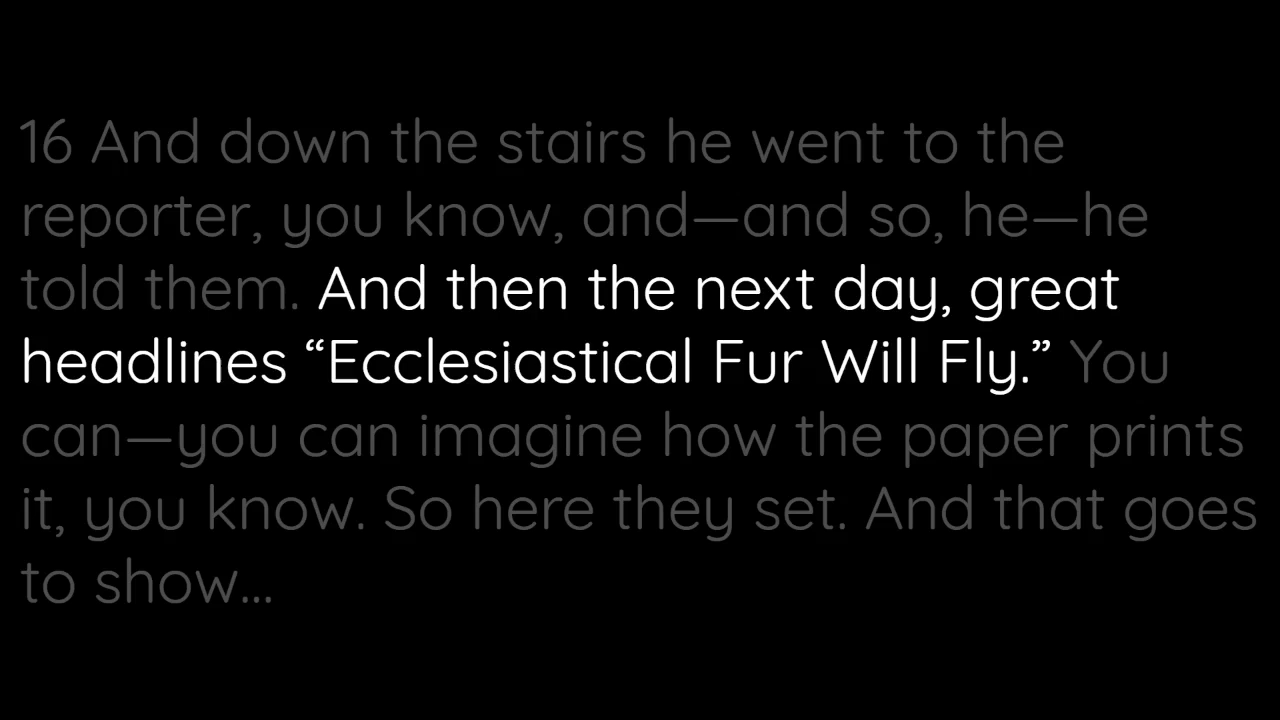 16 And down the stairs he went to the
reporter, you know, and—and so, he—he
told them. And then the next day, great
headlines “Ecclesiastical Fur Will Fly.” You
can—you can imagine how the paper prints
it, you know. So here they set. And that goes
to show...